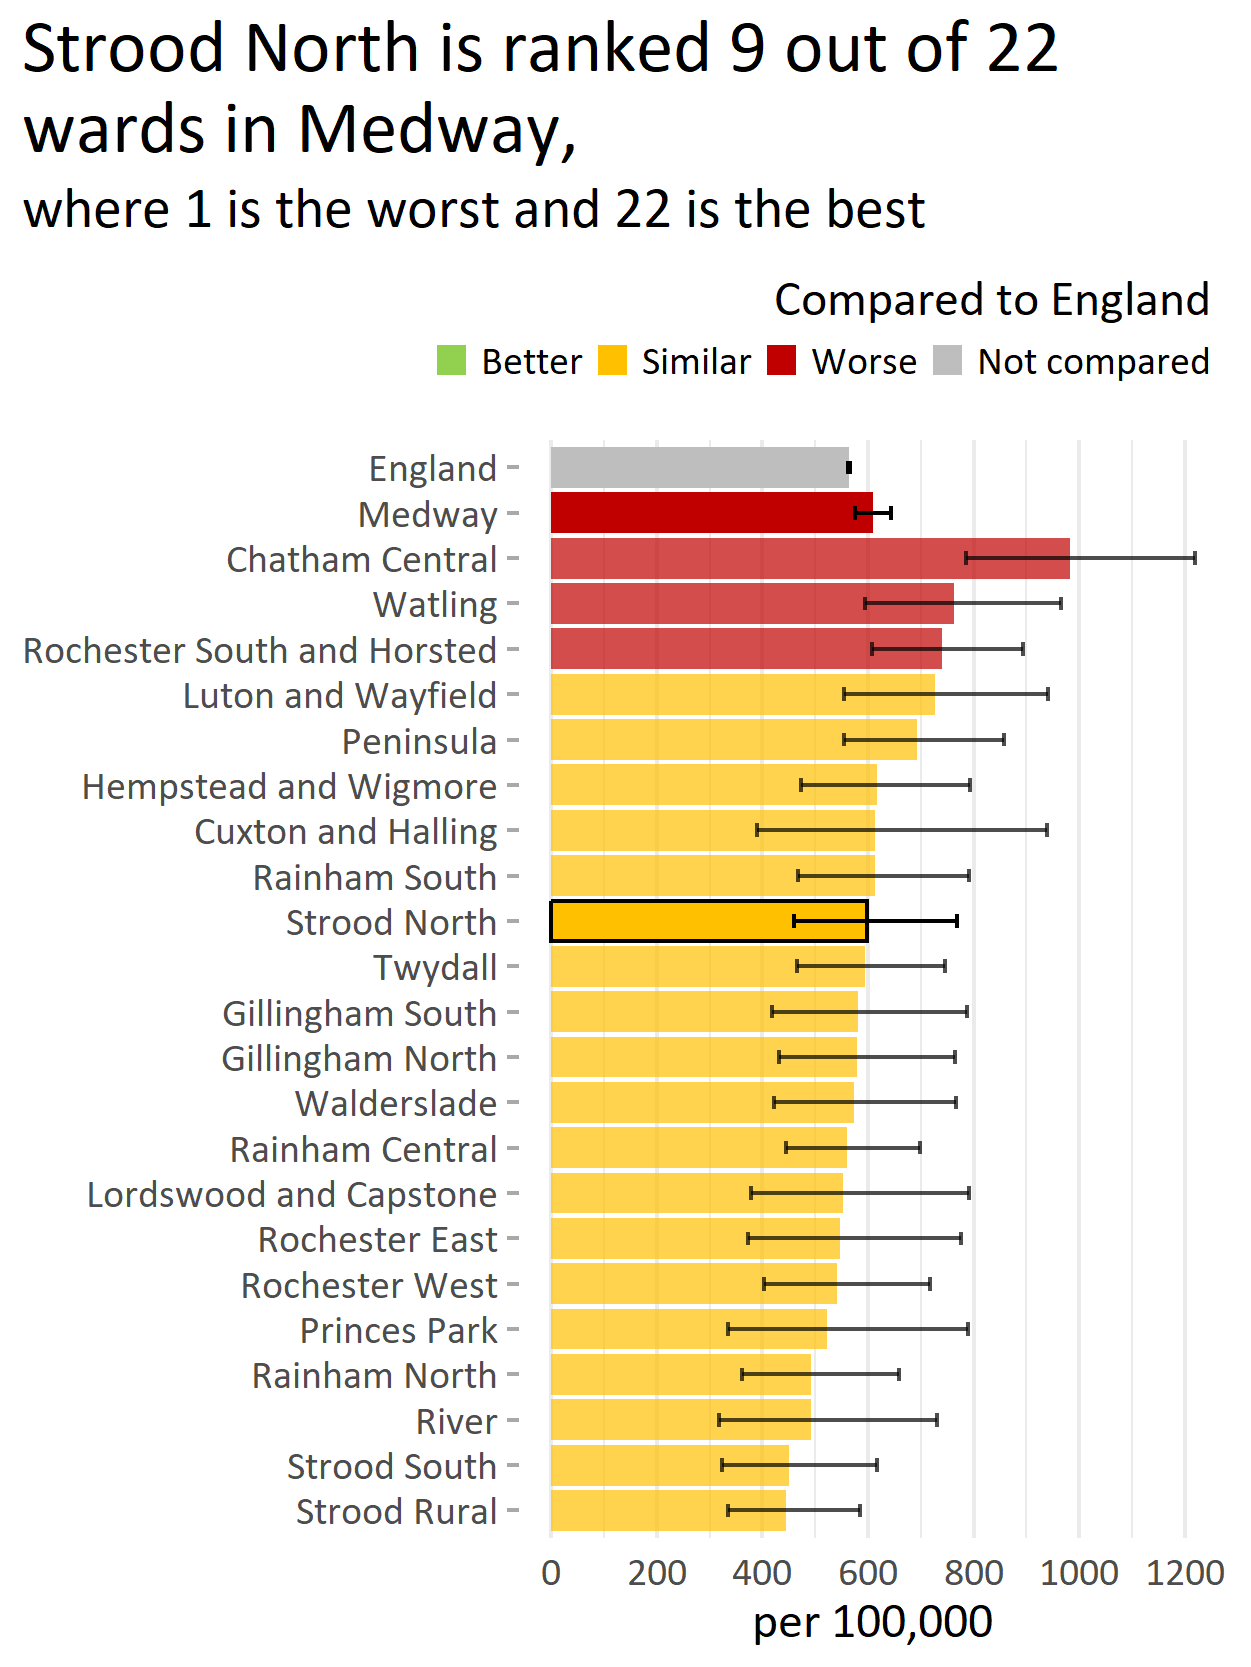 Strood North is ranked 9 out of 22
wards in Medway,
where 1 is the worst and 22 is the best
Compared to England
Better Similar Worse Not compared
England
Medway
Chatham Central
Watling
Rochester South and Horsted
Luton and Wayfield
Peninsula
Hempstead and Wigmore
Cuxton and Halling
Rainham South
Strood North
Twydall
Gillingham South
Gillingham North
Walderslade
Rainham Central
Lordswood and Capstone
Rochester East
Rochester West
Princes Park
Rainham North
River
Strood South
Strood Rural
0 200 400 600 800 1000 1200
per 100,000